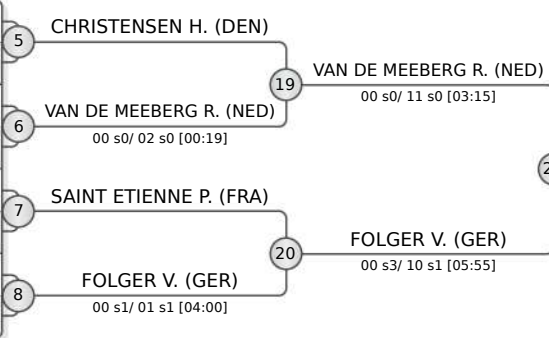 CHRISTENSEN H. (DEN)
5
19
VAN DE MEEBERG R. (NED)
00 s0/ 11 s0 [03:15]
VAN DE MEEBERG R. (NED)
6
00 s0/ 02 s0 [00:19]
2
SAINT ETIENNE P. (FRA)
7
20
FOLGER V. (GER)
00 s3/ 10 s1 [05:55]
FOLGER V. (GER)
8
00 s1/ 01 s1 [04:00]